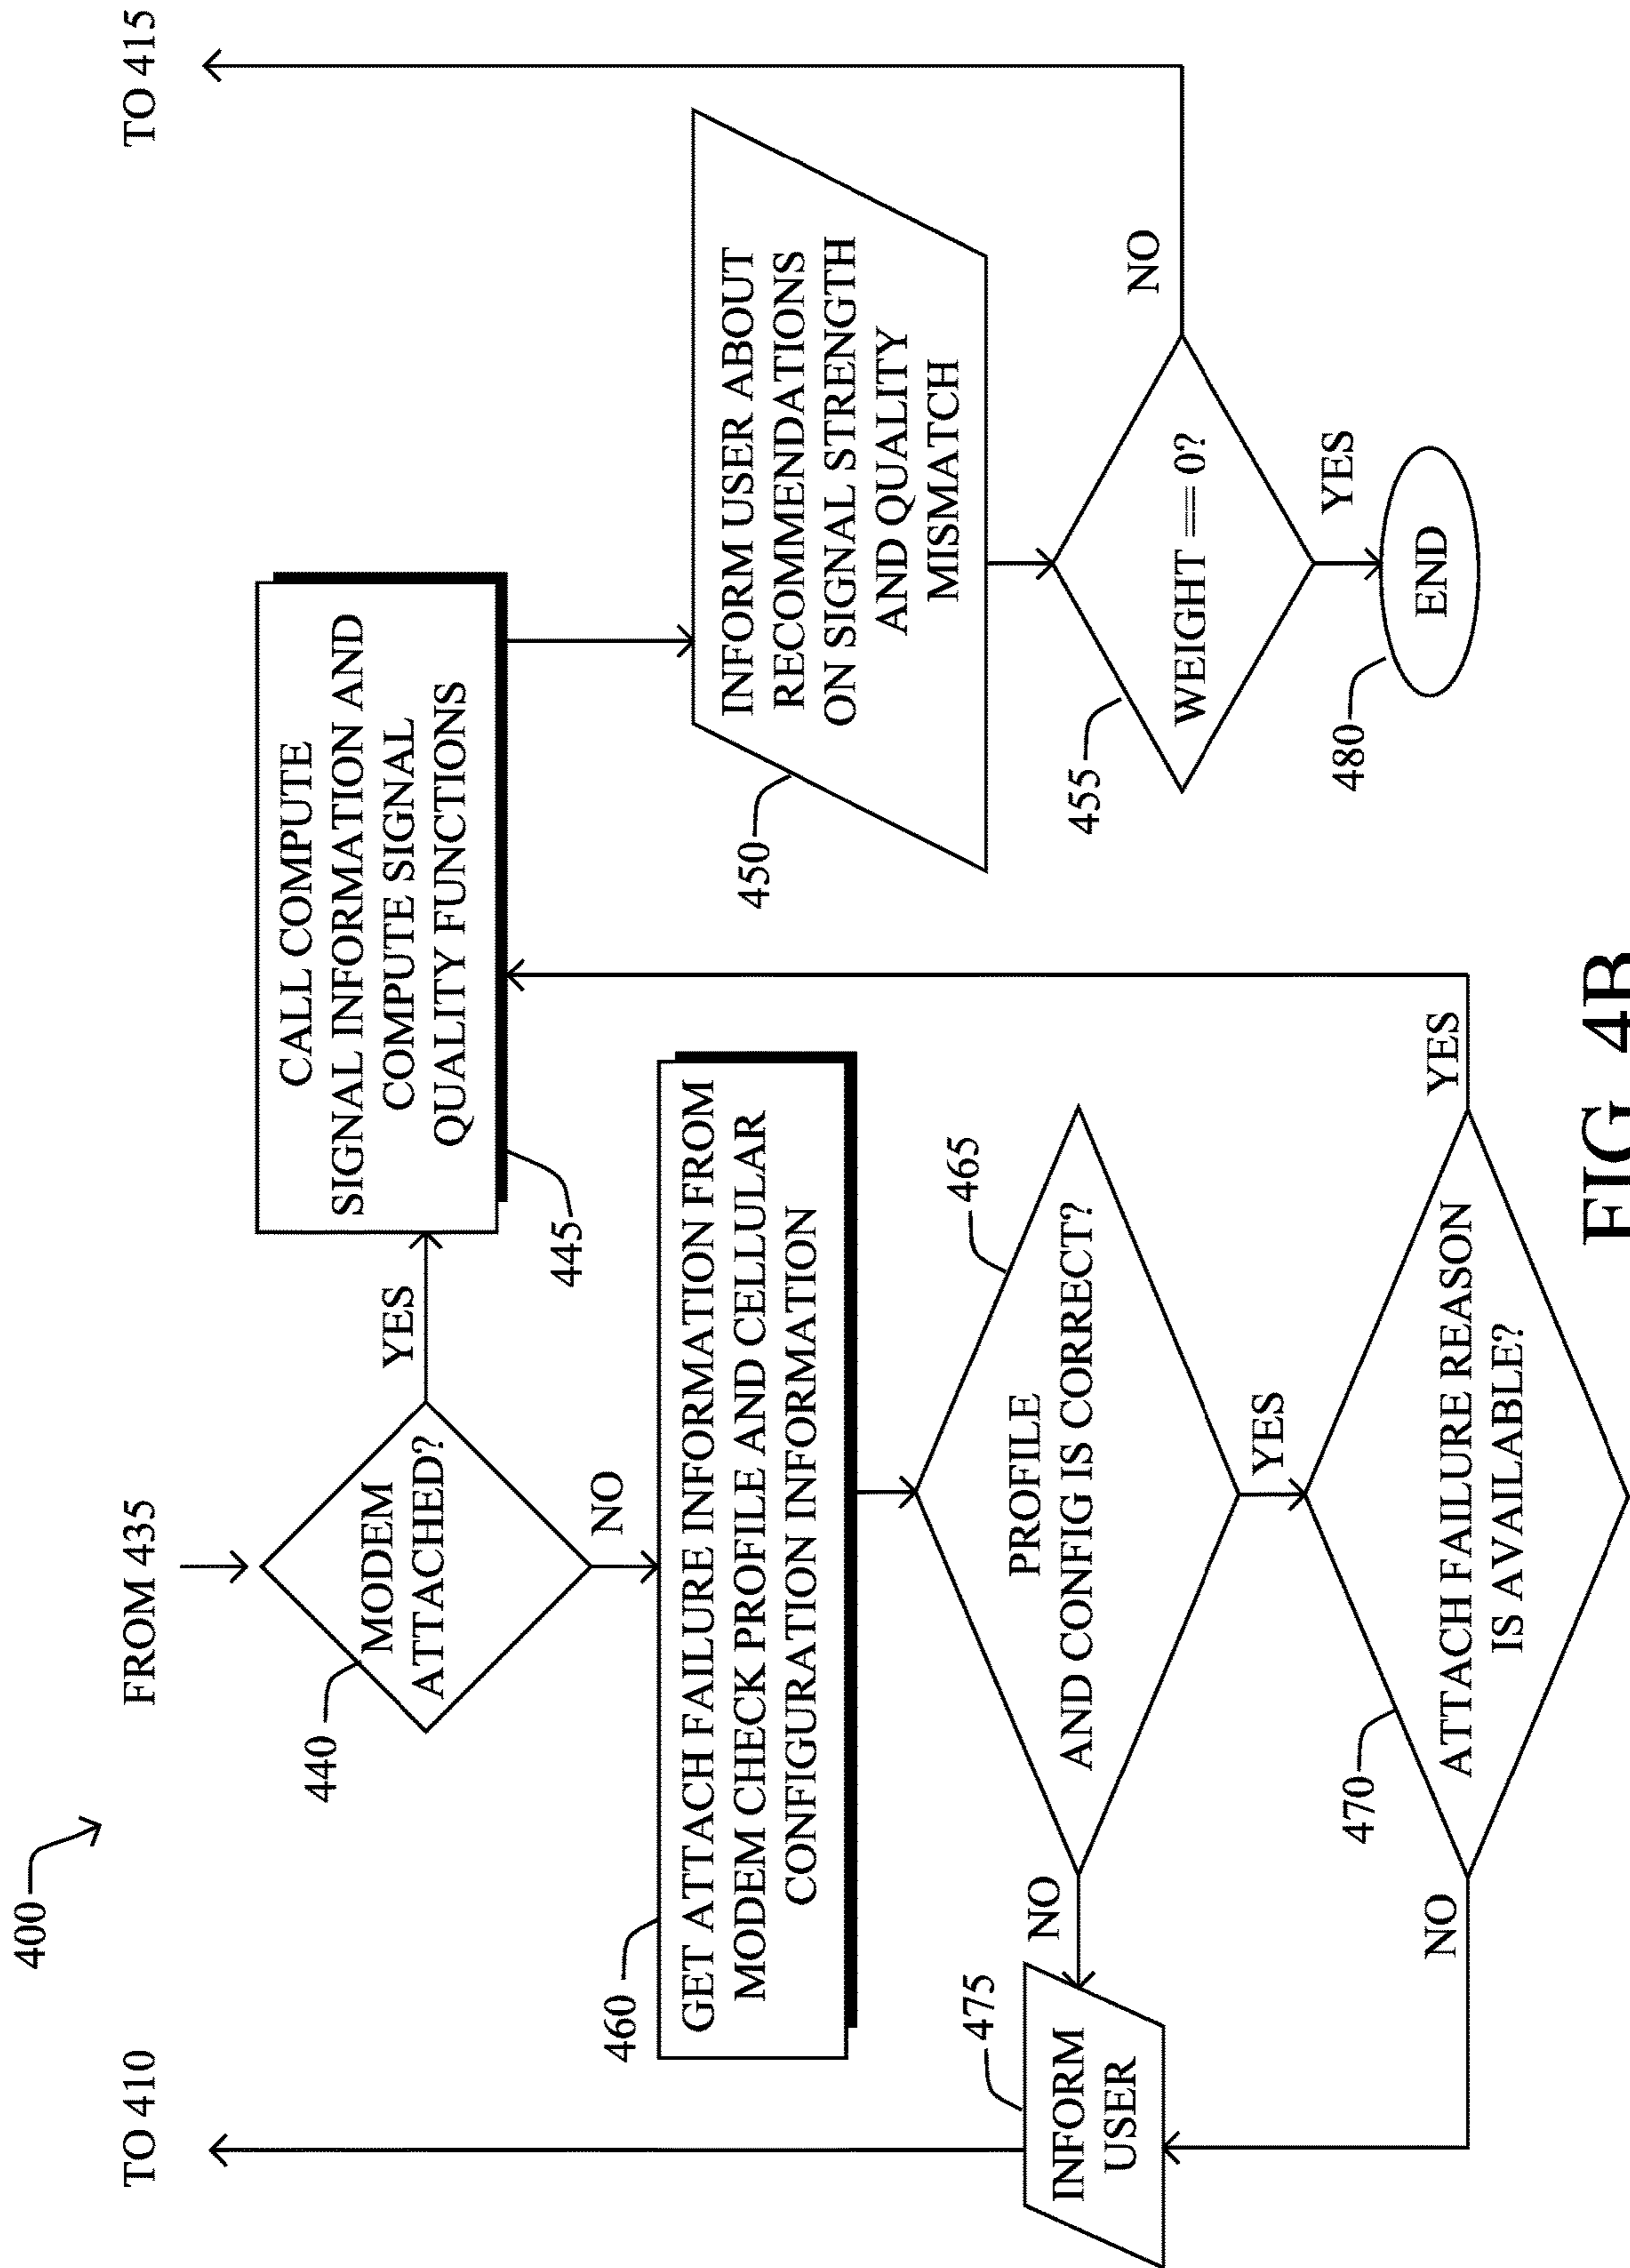 400
TO 410
FROM 435
TO 415
MODEM
ATTACHED?
440
YES
NO
CALL COMPUTE
SIGNAL INFORMATION AND
COMPUTE SIGNAL
QUALITY FUNCTIONS
445
GET ATTACH FAILURE INFORMATION FROM
MODEM CHECK PROFILE AND CELLULAR
CONFIGURATION INFORMATION
460
INFORM USER ABOUT
RECOMMENDATIONS
ON SIGNAL STRENGTH
AND QUALITY
MISMATCH
450
PROFILE
AND CONFIG IS CORRECT?
465
NO
YES
INFORM
USER
475
WEIGHT == 0?
455
NO
YES
ATTACH FAILURE REASON
IS AVAILABLE?
470
NO
YES
END
480
FIG. 4B